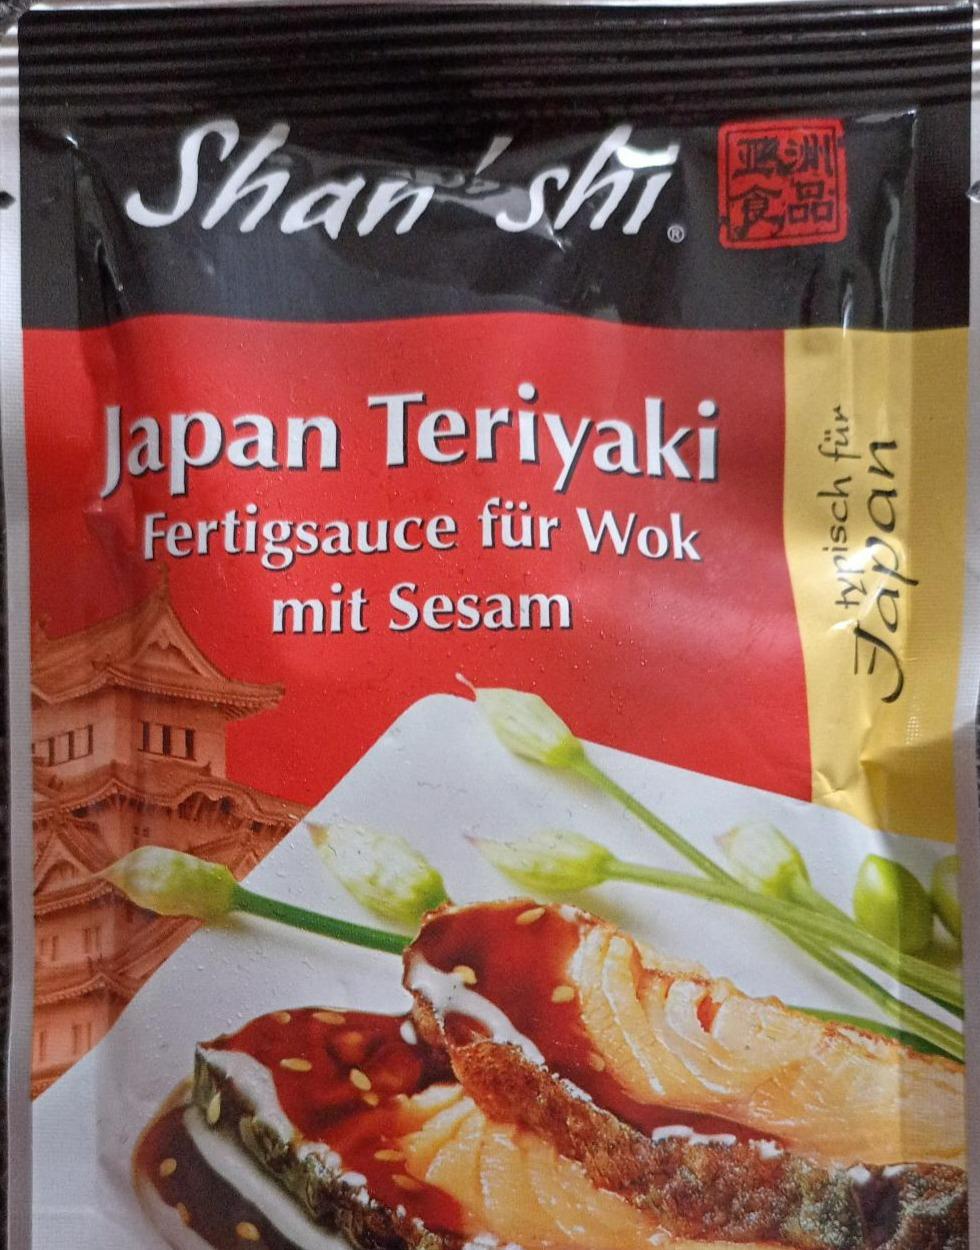 Shan'shi®
亞洲
食品
Japan Teriyaki
Fertigsauce für Wok
mit Sesam
typisch für
Japan